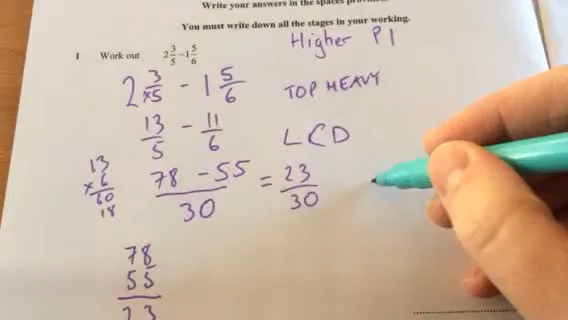 Write your answers in the spaces
You must write down all the stages in your working.
Higher P1
1 Work out 2 3/5 - 1 5/6
2 3/×5 - 1 5/6 TOP HEAVY
13/5 - 11/6 LCD
13
×6
60
18
78 - 55 / 30 = 23/30
78
55
23